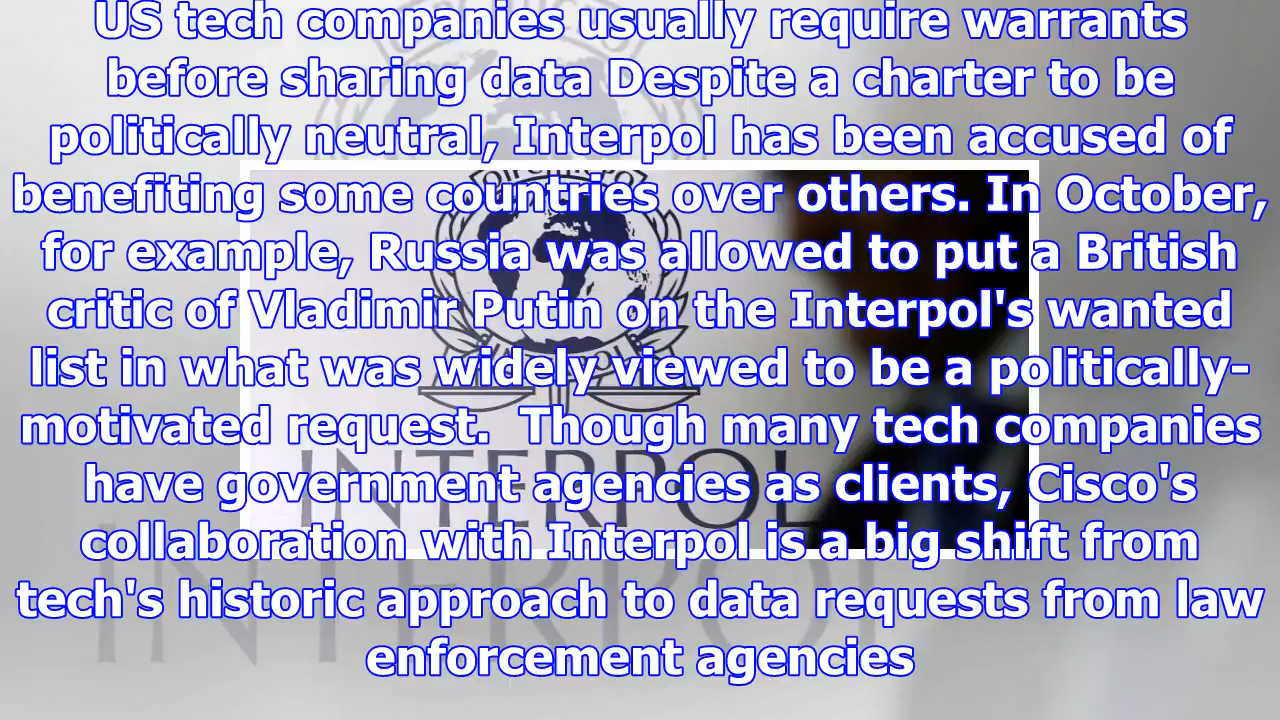 US tech companies usually require warrants
before sharing data Despite a charter to be
politically neutral, Interpol has been accused of
benefiting some countries over others. In October,
for example, Russia was allowed to put a British
critic of Vladimir Putin on the Interpol's wanted
list in what was widely viewed to be a politically-
motivated request.  Though many tech companies
have government agencies as clients, Cisco's
collaboration with Interpol is a big shift from
tech's historic approach to data requests from law
enforcement agencies
INTERPOL
INTERPOL